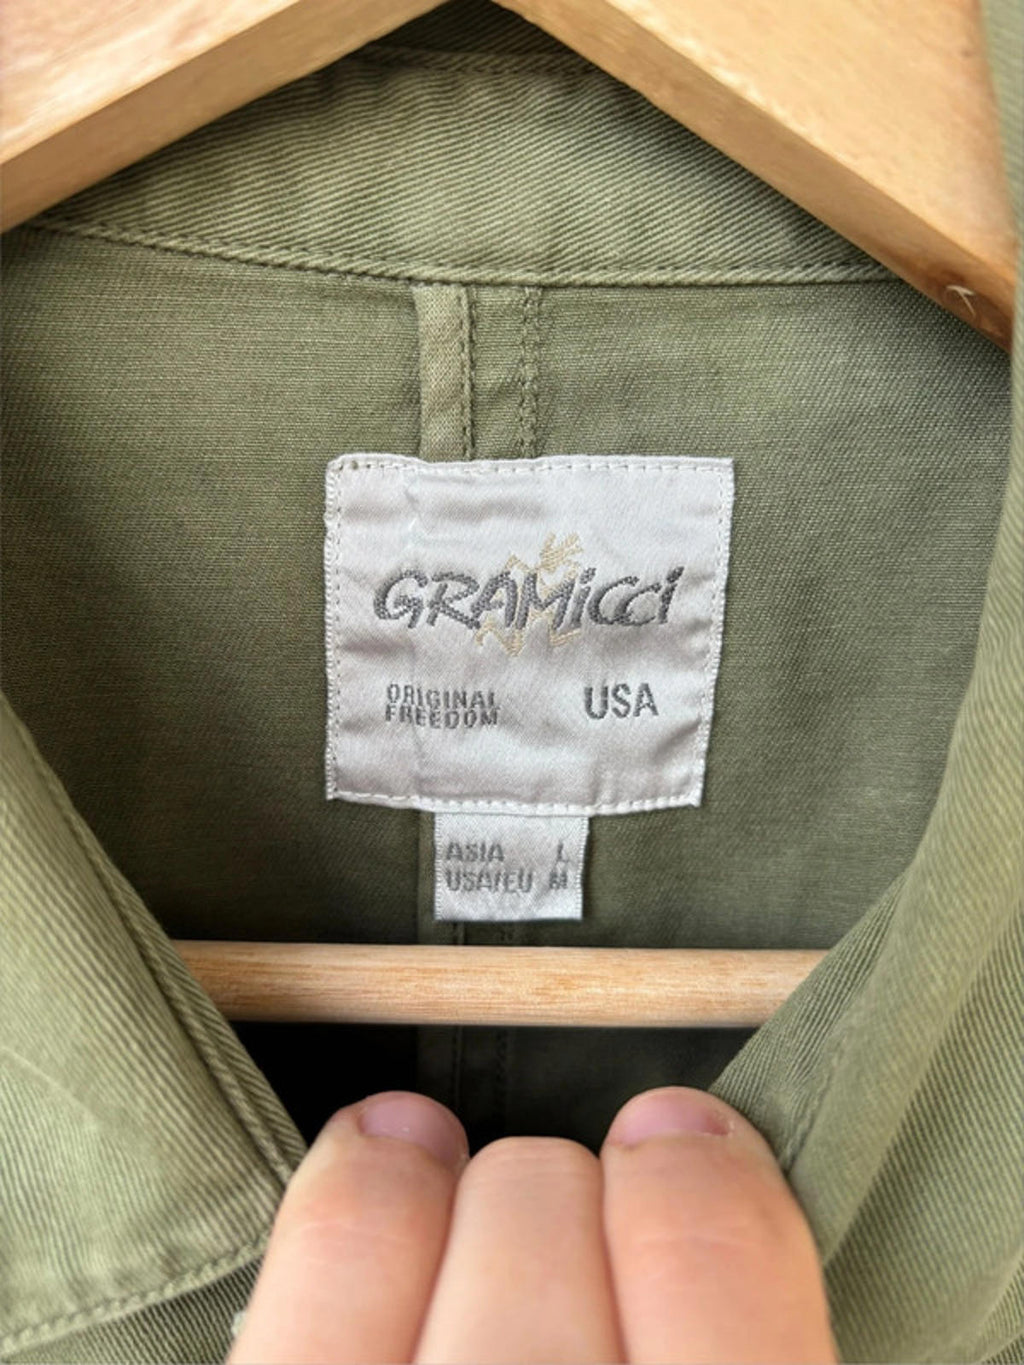 GRAMicci
ORIGINAL USA
FREEDOM
ASIA L
USA/EU M